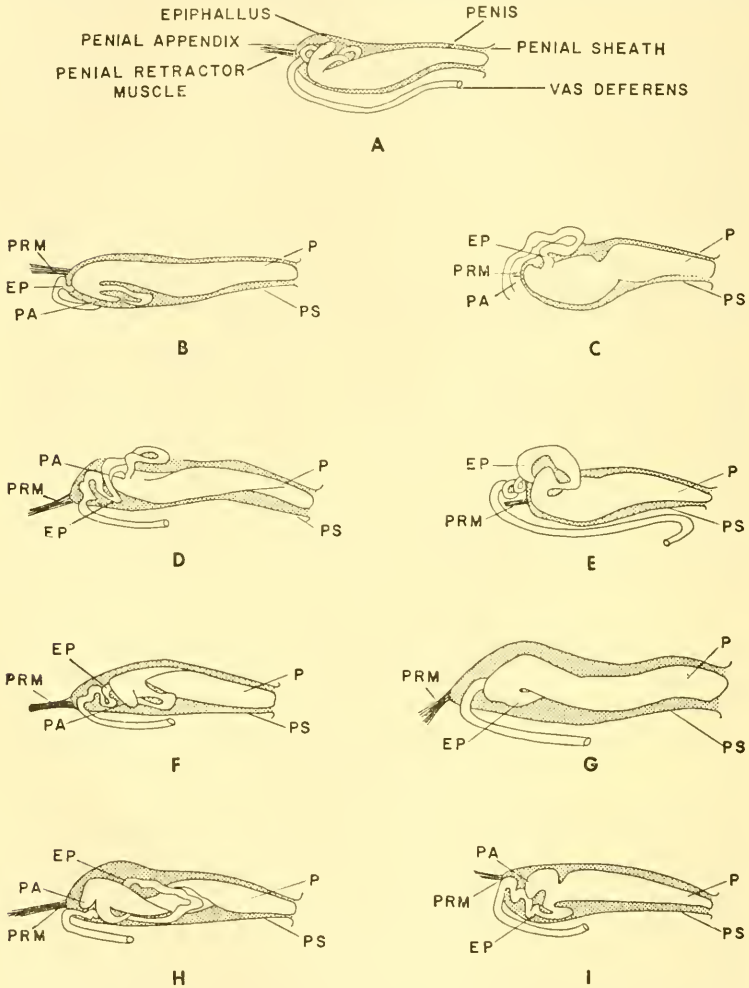 EPIPHALLUS
PENIS
PENIAL APPENDIX
PENIAL SHEATH
PENIAL RETRACTOR
MUSCLE
VAS DEFERENS
A
PRM
P
EP
PA
PS
B
EP
P
PRM
PA
PS
C
PA
P
PRM
EP
PS
D
EP
P
PRM
PS
E
EP
P
PRM
PA
PS
F
P
PRM
EP
PS
G
EP
P
PA
PRM
PS
H
PA
P
PRM
EP
PS
I